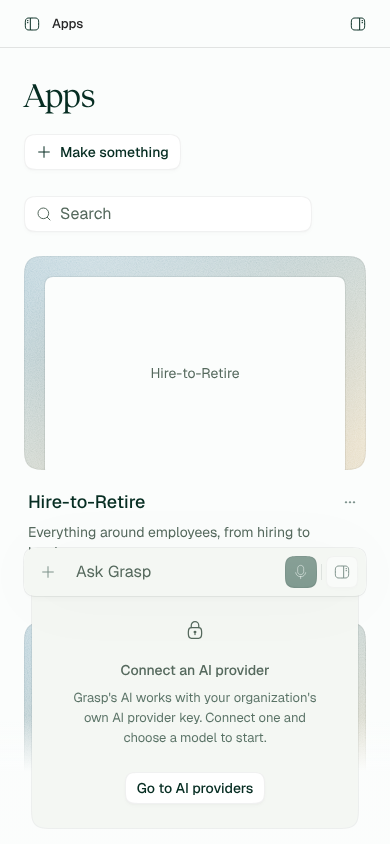 Apps
Apps
Make something
Search
Hire-to-Retire
Hire-to-Retire
Everything around employees, from hiring to
Ask Grasp
Connect an AI provider
Grasp's AI works with your organization's
own AI provider key. Connect one and
choose a model to start.
Go to AI providers